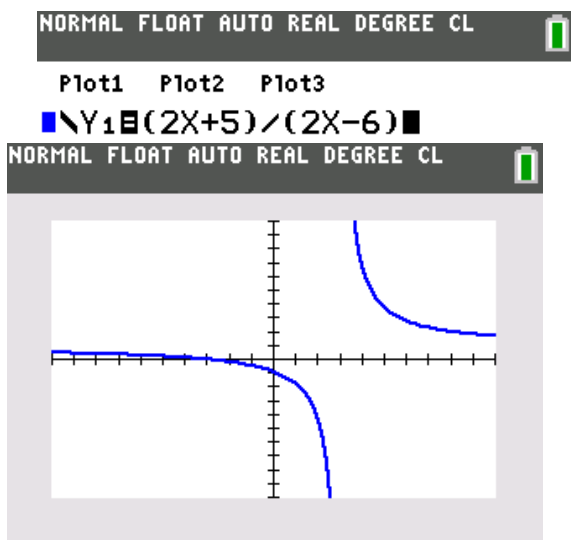 NORMAL FLOAT AUTO REAL DEGREE CL
Plot1 Plot2 Plot3
\Y₁=(2X+5)/(2X-6)
NORMAL FLOAT AUTO REAL DEGREE CL